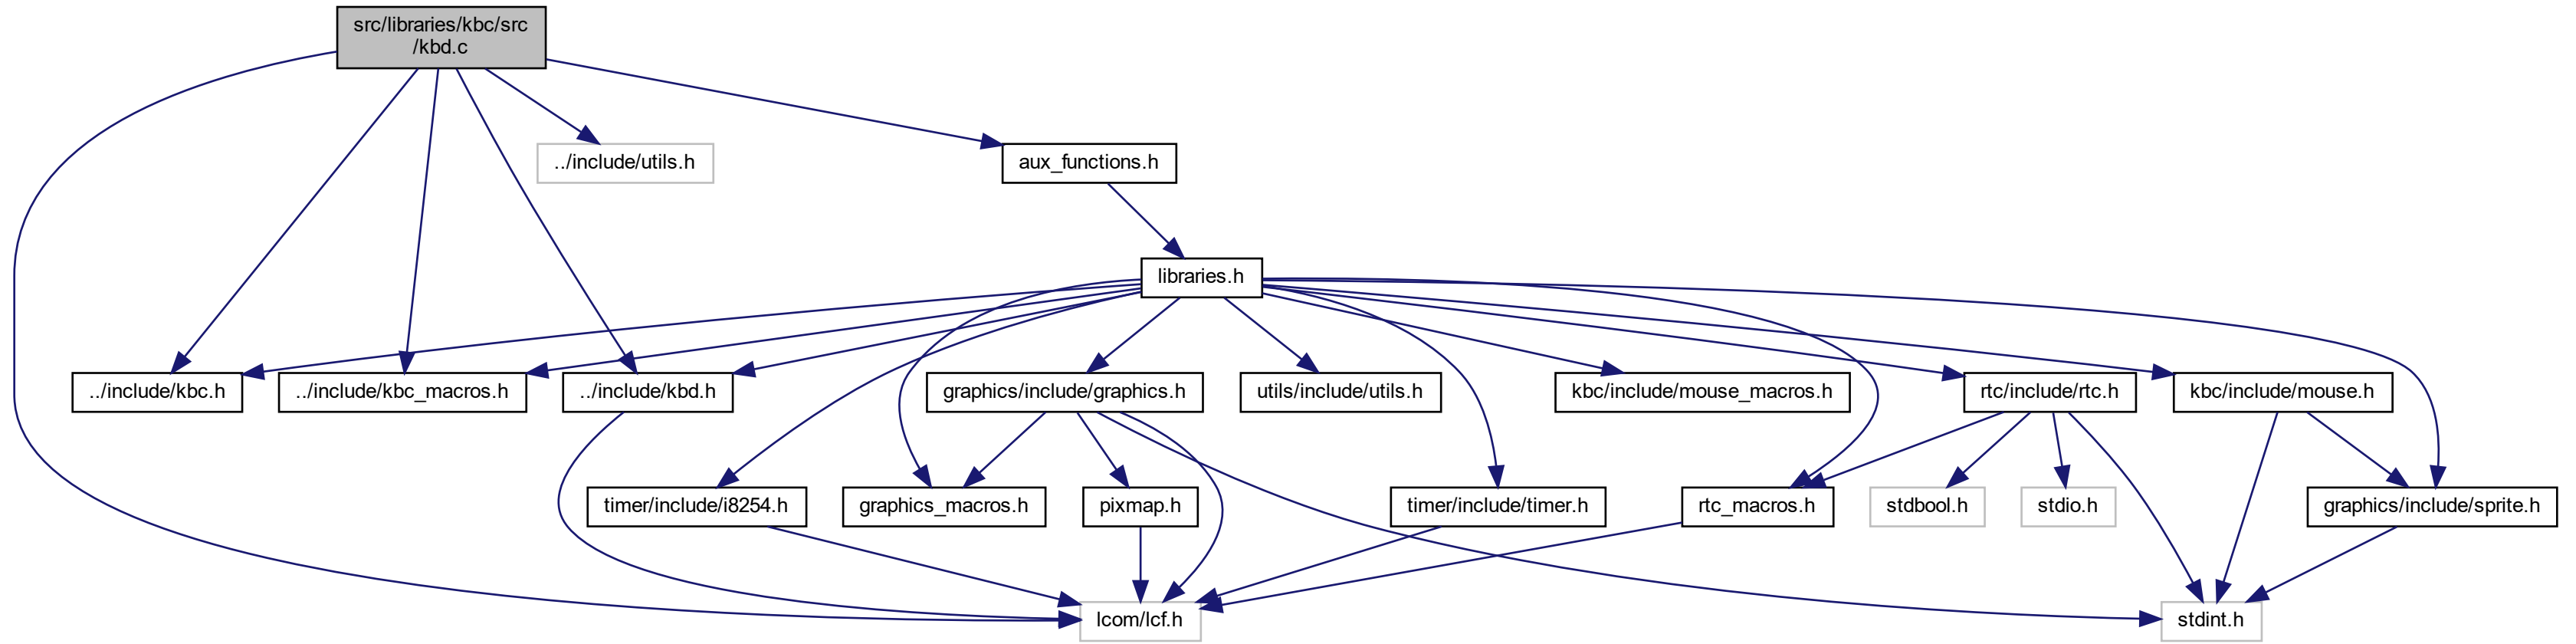 src/libraries/kbc/src
/kbd.c
../include/utils.h
aux_functions.h
libraries.h
../include/kbc.h
../include/kbc_macros.h
../include/kbd.h
graphics/include/graphics.h
utils/include/utils.h
kbc/include/mouse_macros.h
rtc/include/rtc.h
kbc/include/mouse.h
timer/include/i8254.h
graphics_macros.h
pixmap.h
timer/include/timer.h
rtc_macros.h
stdbool.h
stdio.h
graphics/include/sprite.h
lcom/lcf.h
stdint.h